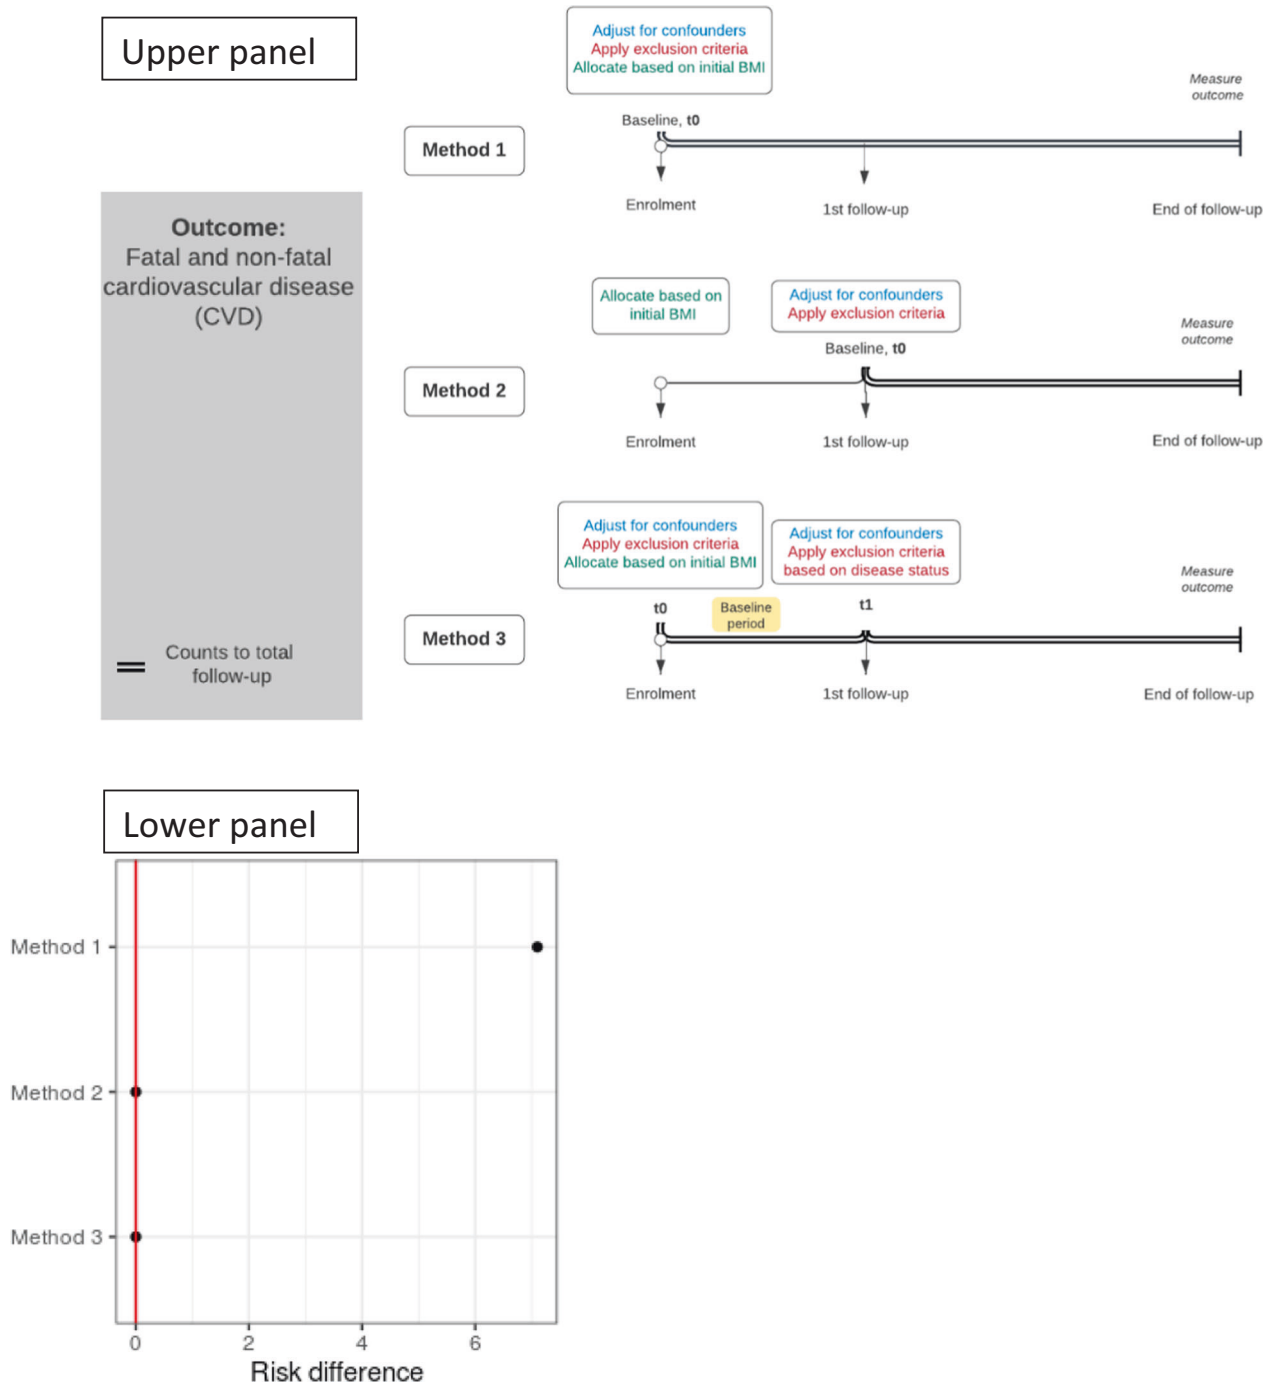 Upper panel
Outcome:
Fatal and non-fatal
cardiovascular disease
(CVD)
Counts to total
follow-up
Adjust for confounders
Apply exclusion criteria
Allocate based on initial BMI
Measure
outcome
Baseline, t0
Method 1
Enrolment
1st follow-up
End of follow-up
Allocate based on
initial BMI
Adjust for confounders
Apply exclusion criteria
Measure
outcome
Baseline, t0
Method 2
Enrolment
1st follow-up
End of follow-up
Adjust for confounders
Apply exclusion criteria
Allocate based on initial BMI
Adjust for confounders
Apply exclusion criteria
based on disease status
Measure
outcome
t0
Baseline
period
t1
Method 3
Enrolment
1st follow-up
End of follow-up
Lower panel
Method 1
Method 2
Method 3
0
2
4
6
Risk difference